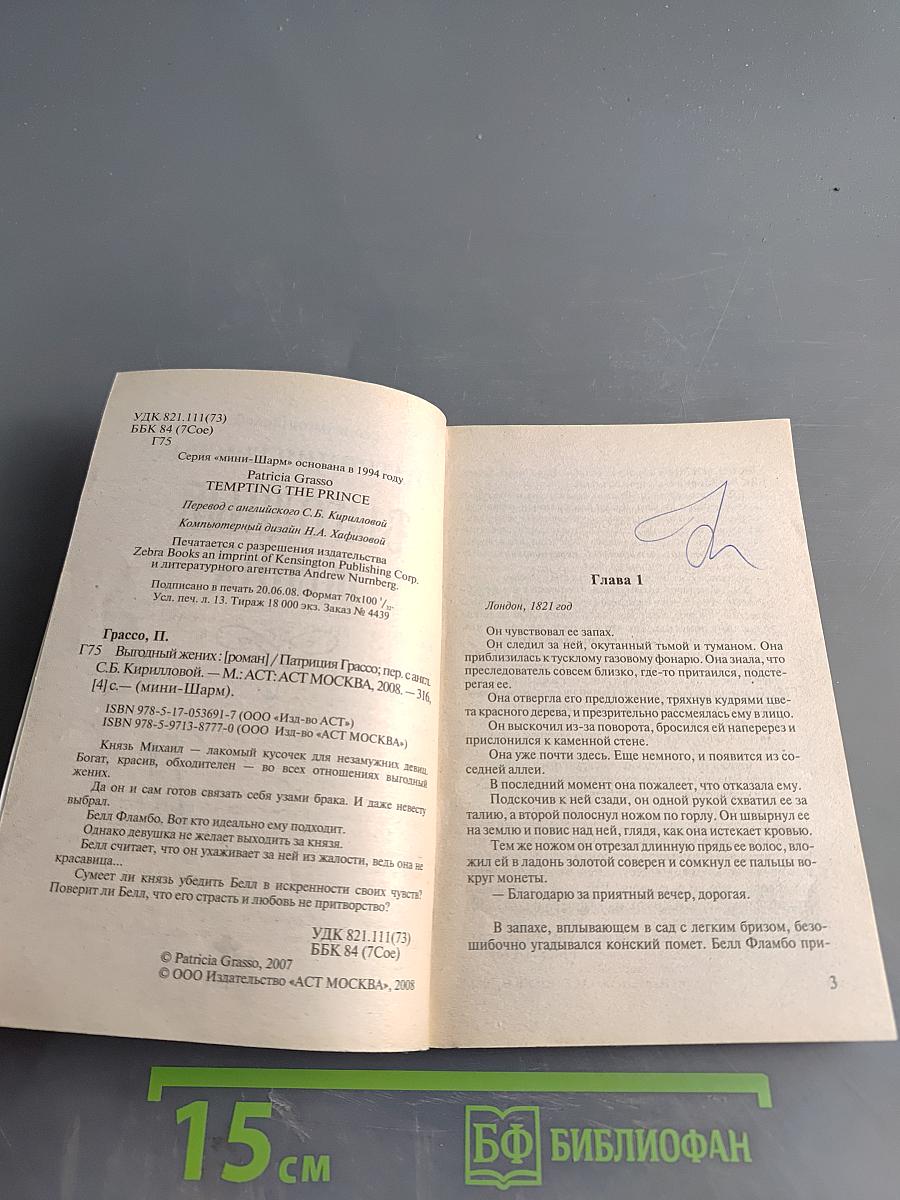 УДК 821.111(73)
ББК 84 (7Сое)
Г75
Серия «мини-Шарм» основана в 1994 году
Patricia Grasso
TEMPTING THE PRINCE
Перевод с английского С.Б. Кирилловой
Компьютерный дизайн Н.А. Хафизовой
Печатается с разрешения издательства
Zebra Books an imprint of Kensington Publishing Corp.
и литературного агентства Andrew Nurnberg.
Подписано в печать 20.06.08. Формат 70х100 1/32.
Усл. печ. л. 13. Тираж 18 000 экз. Заказ № 4439
Грассо, П.
Г75 Выгодный жених : [роман] / Патриция Грассо; пер. с англ.
С.Б. Кирилловой. — М.: АСТ: АСТ МОСКВА, 2008. — 316,
[4] с.— (мини-Шарм).
ISBN 978-5-17-053691-7 (ООО «Изд-во АСТ»)
ISBN 978-5-9713-8777-0 (ООО Изд-во «АСТ МОСКВА»)
Князь Михаил — лакомый кусочек для незамужних девиц.
Богат, красив, обходителен — во всех отношениях выгодный
жених.
Да он и сам готов связать себя узами брака. И даже невесту
выбрал.
Белл Фламбо. Вот кто идеально ему подходит.
Однако девушка не желает выходить за князя.
Белл считает, что он ухаживает за ней из жалости, ведь она не
красавица...
Сумеет ли князь убедить Белл в искренности своих чувств?
Поверит ли Белл, что его страсть и любовь не притворство?
УДК 821.111(73)
ББК 84 (7Сое)
© Patricia Grasso, 2007
© ООО Издательство «АСТ МОСКВА», 2008
Глава 1
Лондон, 1821 год
Он чувствовал ее запах.
Он следил за ней, окутанный тьмой и туманом. Она
приблизилась к тусклому газовому фонарю. Она знала, что
преследователь совсем близко, где-то притаился, подсте-
регая ее.
Она отвергла его предложение, тряхнув кудрями цве-
та красного дерева, и презрительно рассмеялась ему в лицо.
Он выскочил из-за поворота, бросился ей наперерез и
прислонился к каменной стене.
Она уже почти здесь. Еще немного, и появится из со-
седней аллеи.
В последний момент она пожалеет, что отказала ему.
Подскочив к ней сзади, он одной рукой схватил ее за
талию, а второй полоснул ножом по горлу. Он швырнул ее
на землю и повис над ней, глядя, как она истекает кровью.
Тем же ножом он отрезал длинную прядь ее волос, вло-
жил ей в ладонь золотой соверен и сомкнул ее пальцы во-
круг монеты.
— Благодарю за приятный вечер, дорогая.
В запахе, вплывающем в сад с легким бризом, безо-
шибочно угадывался конский помет. Белл Фламбо при-
3
15 см
БФ БИБЛИОФАН